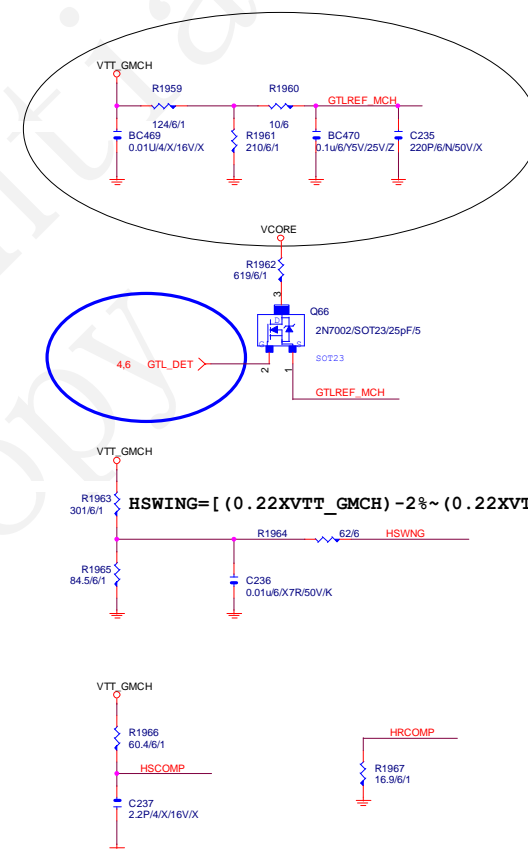 VTT_GMCH
R1959
R1960
GTLREF_MCH
124/6/1
10/6
BC469
0.01U/4/X/16V/X
R1961
210/6/1
BC470
0.1u/6/Y5V/25V/Z
C235
220P/6/N/50V/X
VCORE
R1962
619/6/1
3
Q66
D
2N7002/SOT23/25pF/5
G
S
SOT23
4,6 GTL_DET
2
1
GTLREF_MCH
VTT_GMCH
R1963
301/6/1
HSWING=[(0.22XVTT_GMCH)-2%~(0.22XVT
R1964
62/6
HSWNG
R1965
84.5/6/1
C236
0.01u/6/X7R/50V/K
VTT_GMCH
R1966
60.4/6/1
HSCOMP
C237
2.2P/4/X/16V/X
HRCOMP
R1967
16.9/6/1